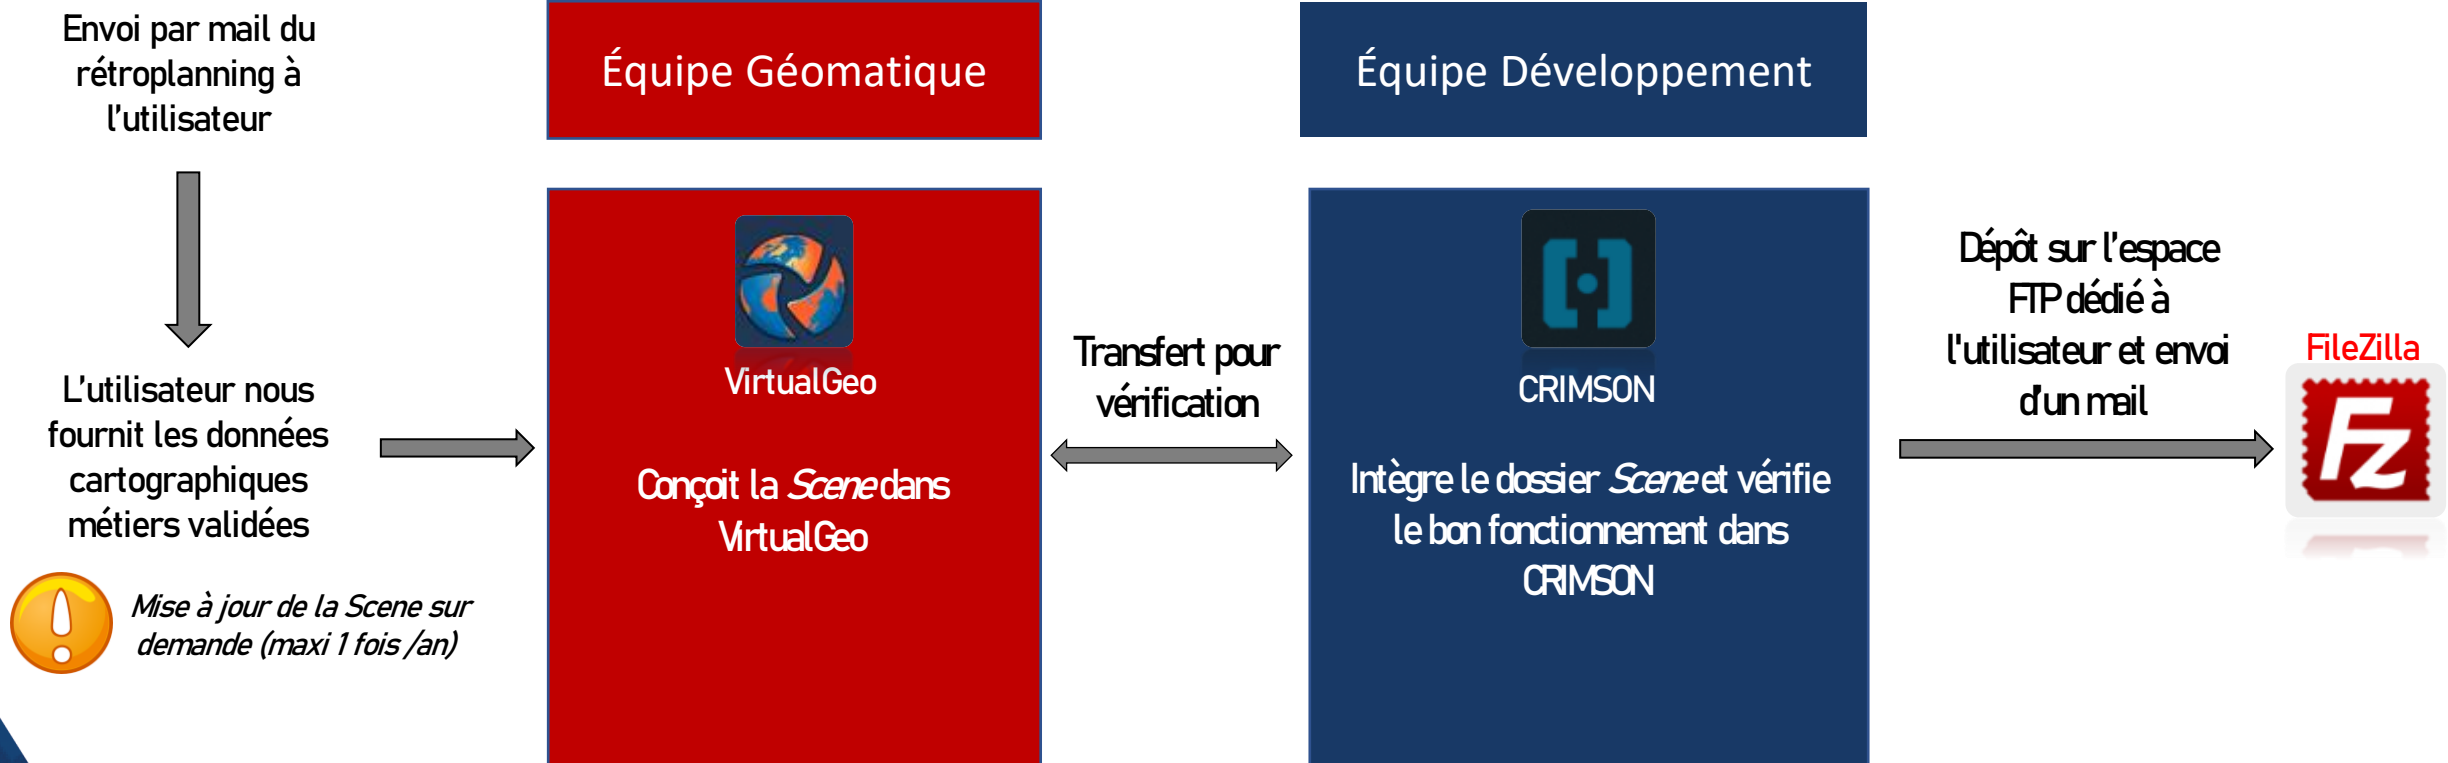 Envoi par mail du
rétroplanning à
l'utilisateur
L'utilisateur nous
fournit les données
cartographiques
métiers validées
Mise à jour de la Scene sur
demande (maxi 1 fois /an)
Équipe Géomatique
VirtualGeo
Conçoit la Scene dans
VirtualGeo
Transfert pour
vérification
Équipe Développement
CRIMSON
Intègre le dossier Scene et vérifie
le bon fonctionnement dans
CRIMSON
Dépôt sur l'espace
FTP dédié à
l'utilisateur et envoi
d'un mail
FileZilla
Fz